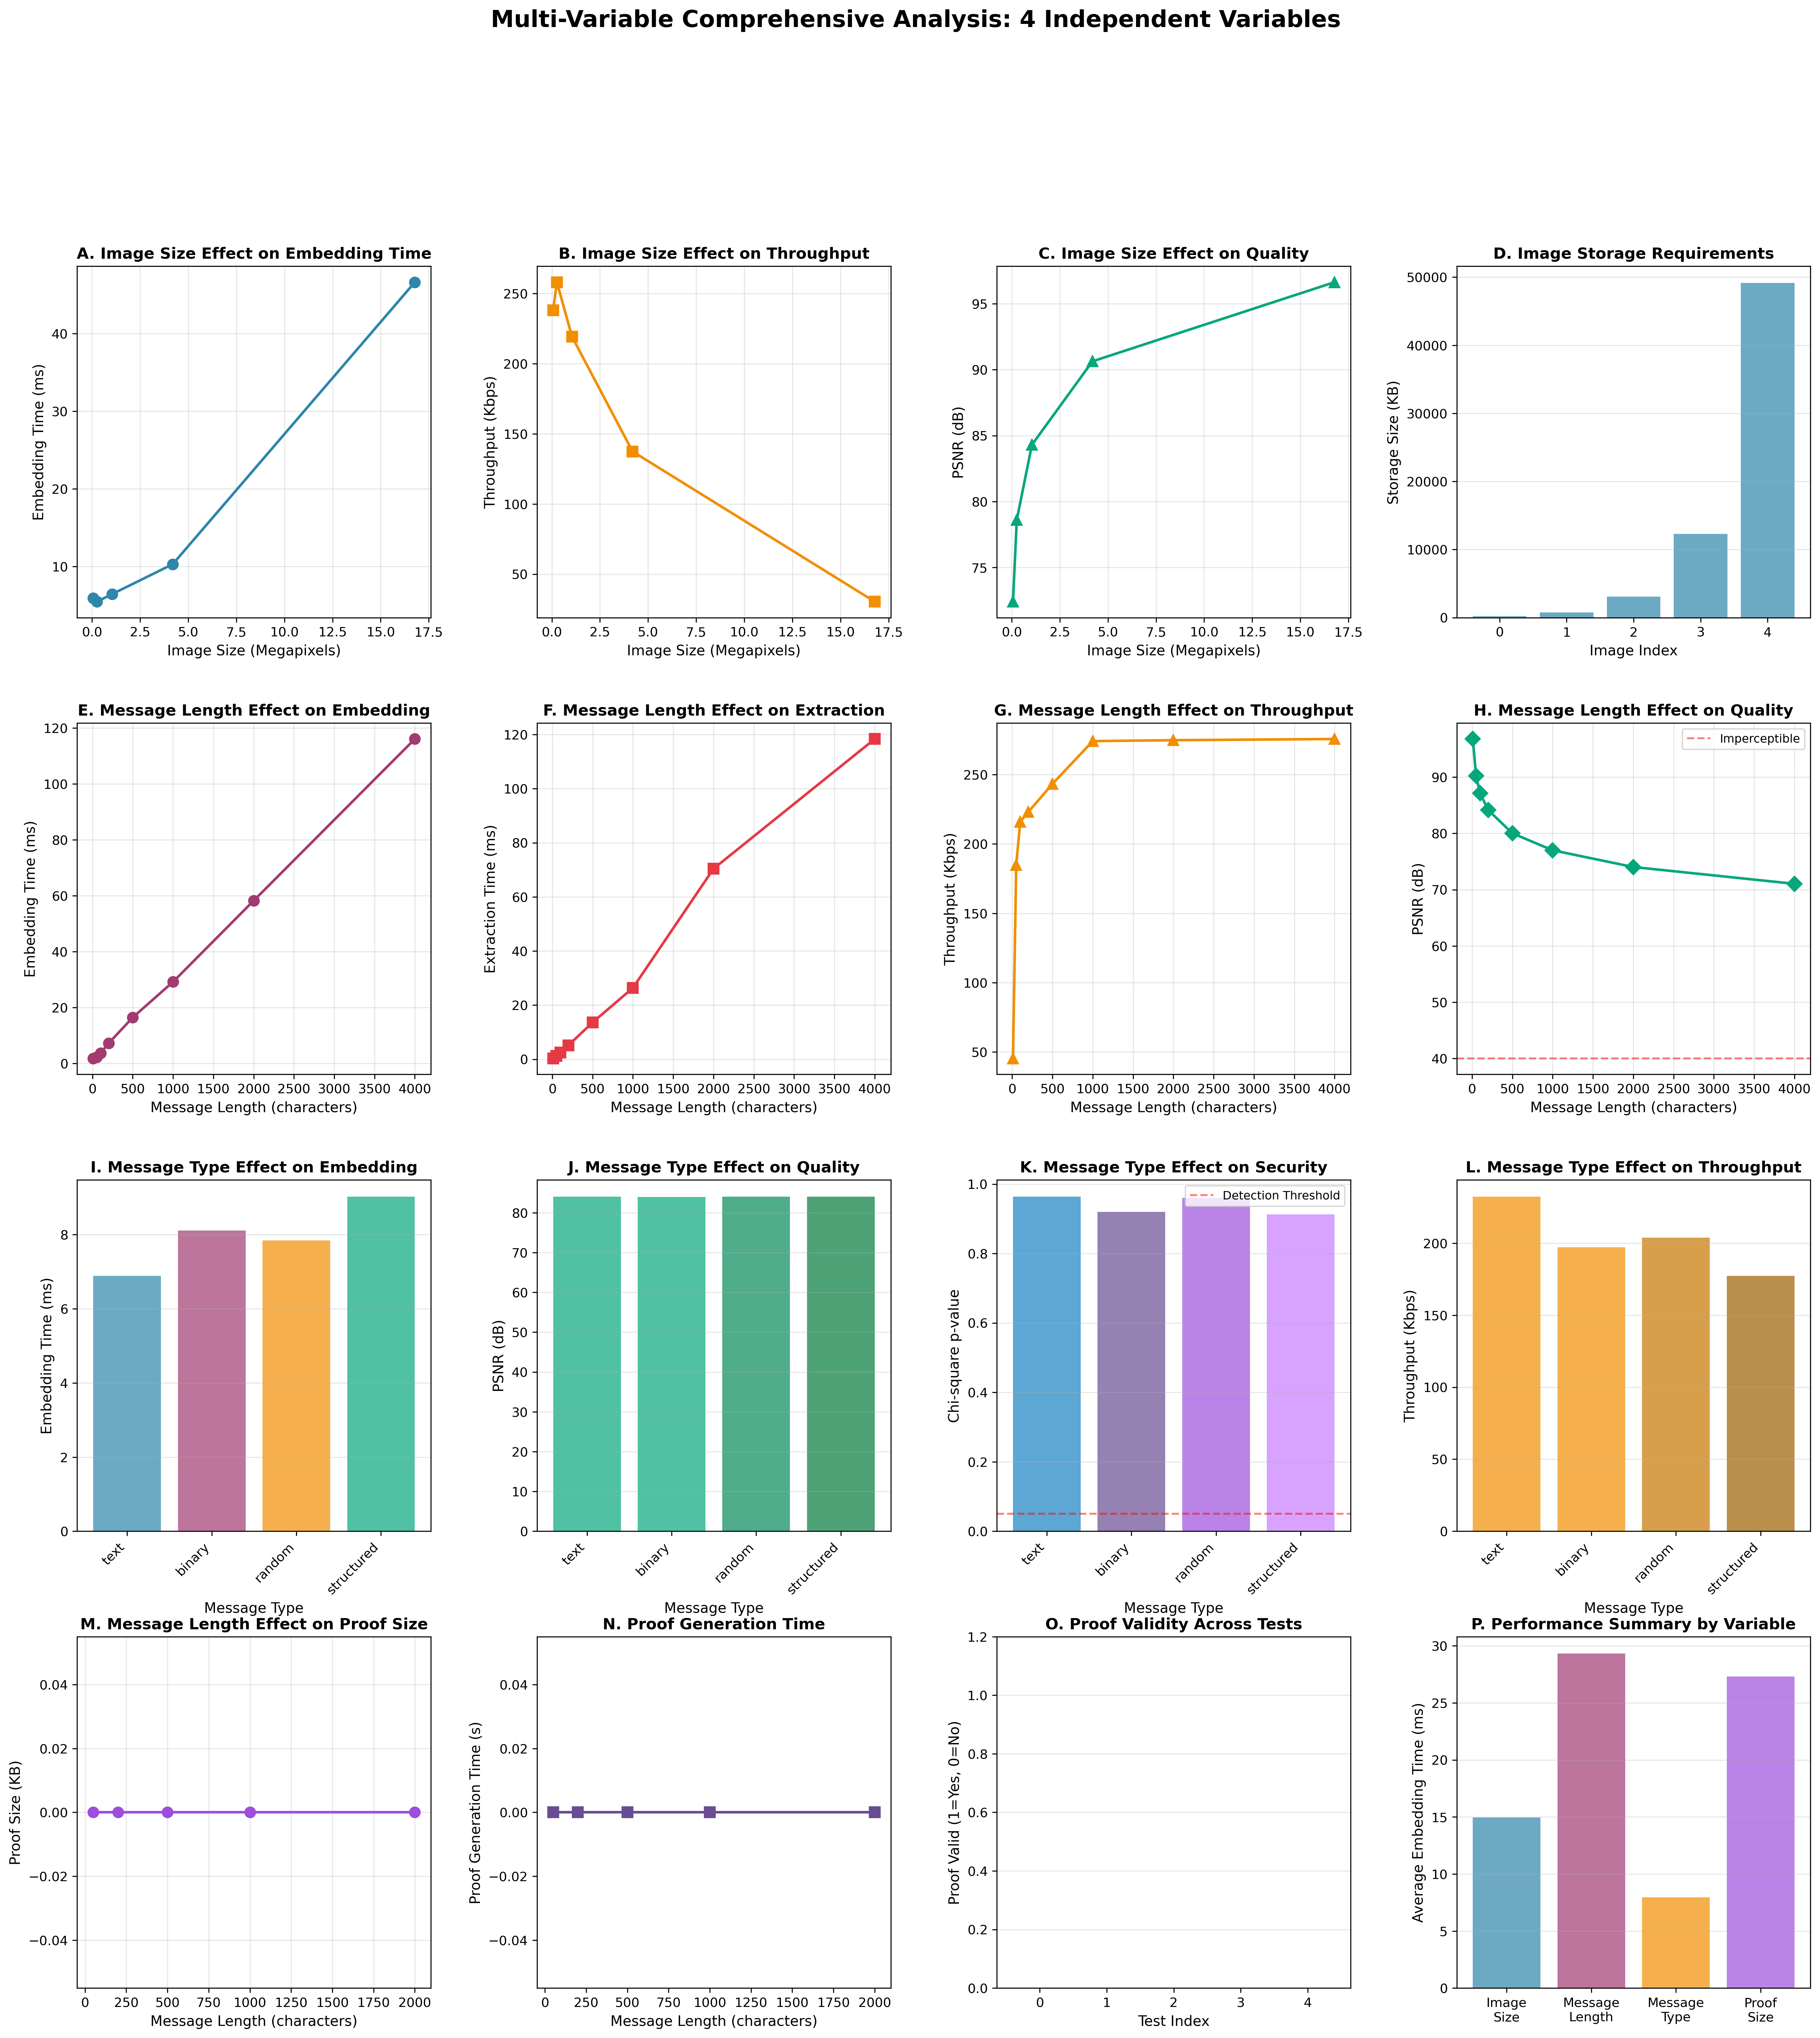 Multi-Variable Comprehensive Analysis: 4 Independent Variables
A. Image Size Effect on Embedding Time
Embedding Time (ms)
40
30
20
10
0.0 2.5 5.0 7.5 10.0 12.5 15.0 17.5
Image Size (Megapixels)
B. Image Size Effect on Throughput
Throughput (Kbps)
250
200
150
100
50
0.0 2.5 5.0 7.5 10.0 12.5 15.0 17.5
Image Size (Megapixels)
C. Image Size Effect on Quality
PSNR (dB)
95
90
85
80
75
0.0 2.5 5.0 7.5 10.0 12.5 15.0 17.5
Image Size (Megapixels)
D. Image Storage Requirements
Storage Size (KB)
50000
40000
30000
20000
10000
0
0 1 2 3 4
Image Index
E. Message Length Effect on Embedding
Embedding Time (ms)
120
100
80
60
40
20
0
0 500 1000 1500 2000 2500 3000 3500 4000
Message Length (characters)
F. Message Length Effect on Extraction
Extraction Time (ms)
120
100
80
60
40
20
0
0 500 1000 1500 2000 2500 3000 3500 4000
Message Length (characters)
G. Message Length Effect on Throughput
Throughput (Kbps)
250
200
150
100
50
0 500 1000 1500 2000 2500 3000 3500 4000
Message Length (characters)
H. Message Length Effect on Quality
Imperceptible
PSNR (dB)
90
80
70
60
50
40
0 500 1000 1500 2000 2500 3000 3500 4000
Message Length (characters)
I. Message Type Effect on Embedding
Embedding Time (ms)
8
6
4
2
0
text binary random structured
Message Type
J. Message Type Effect on Quality
PSNR (dB)
80
70
60
50
40
30
20
10
0
text binary random structured
Message Type
K. Message Type Effect on Security
Detection Threshold
Chi-square p-value
1.0
0.8
0.6
0.4
0.2
0.0
text binary random structured
Message Type
L. Message Type Effect on Throughput
Throughput (Kbps)
200
150
100
50
0
text binary random structured
Message Type
M. Message Length Effect on Proof Size
Proof Size (KB)
0.04
0.02
0.00
−0.02
−0.04
0 250 500 750 1000 1250 1500 1750 2000
Message Length (characters)
N. Proof Generation Time
Proof Generation Time (s)
0.04
0.02
0.00
−0.02
−0.04
0 250 500 750 1000 1250 1500 1750 2000
Message Length (characters)
O. Proof Validity Across Tests
Proof Valid (1=Yes, 0=No)
1.2
1.0
0.8
0.6
0.4
0.2
0.0
0 1 2 3 4
Test Index
P. Performance Summary by Variable
Average Embedding Time (ms)
30
25
20
15
10
5
0
Image Message Message Proof
Size Length Type Size